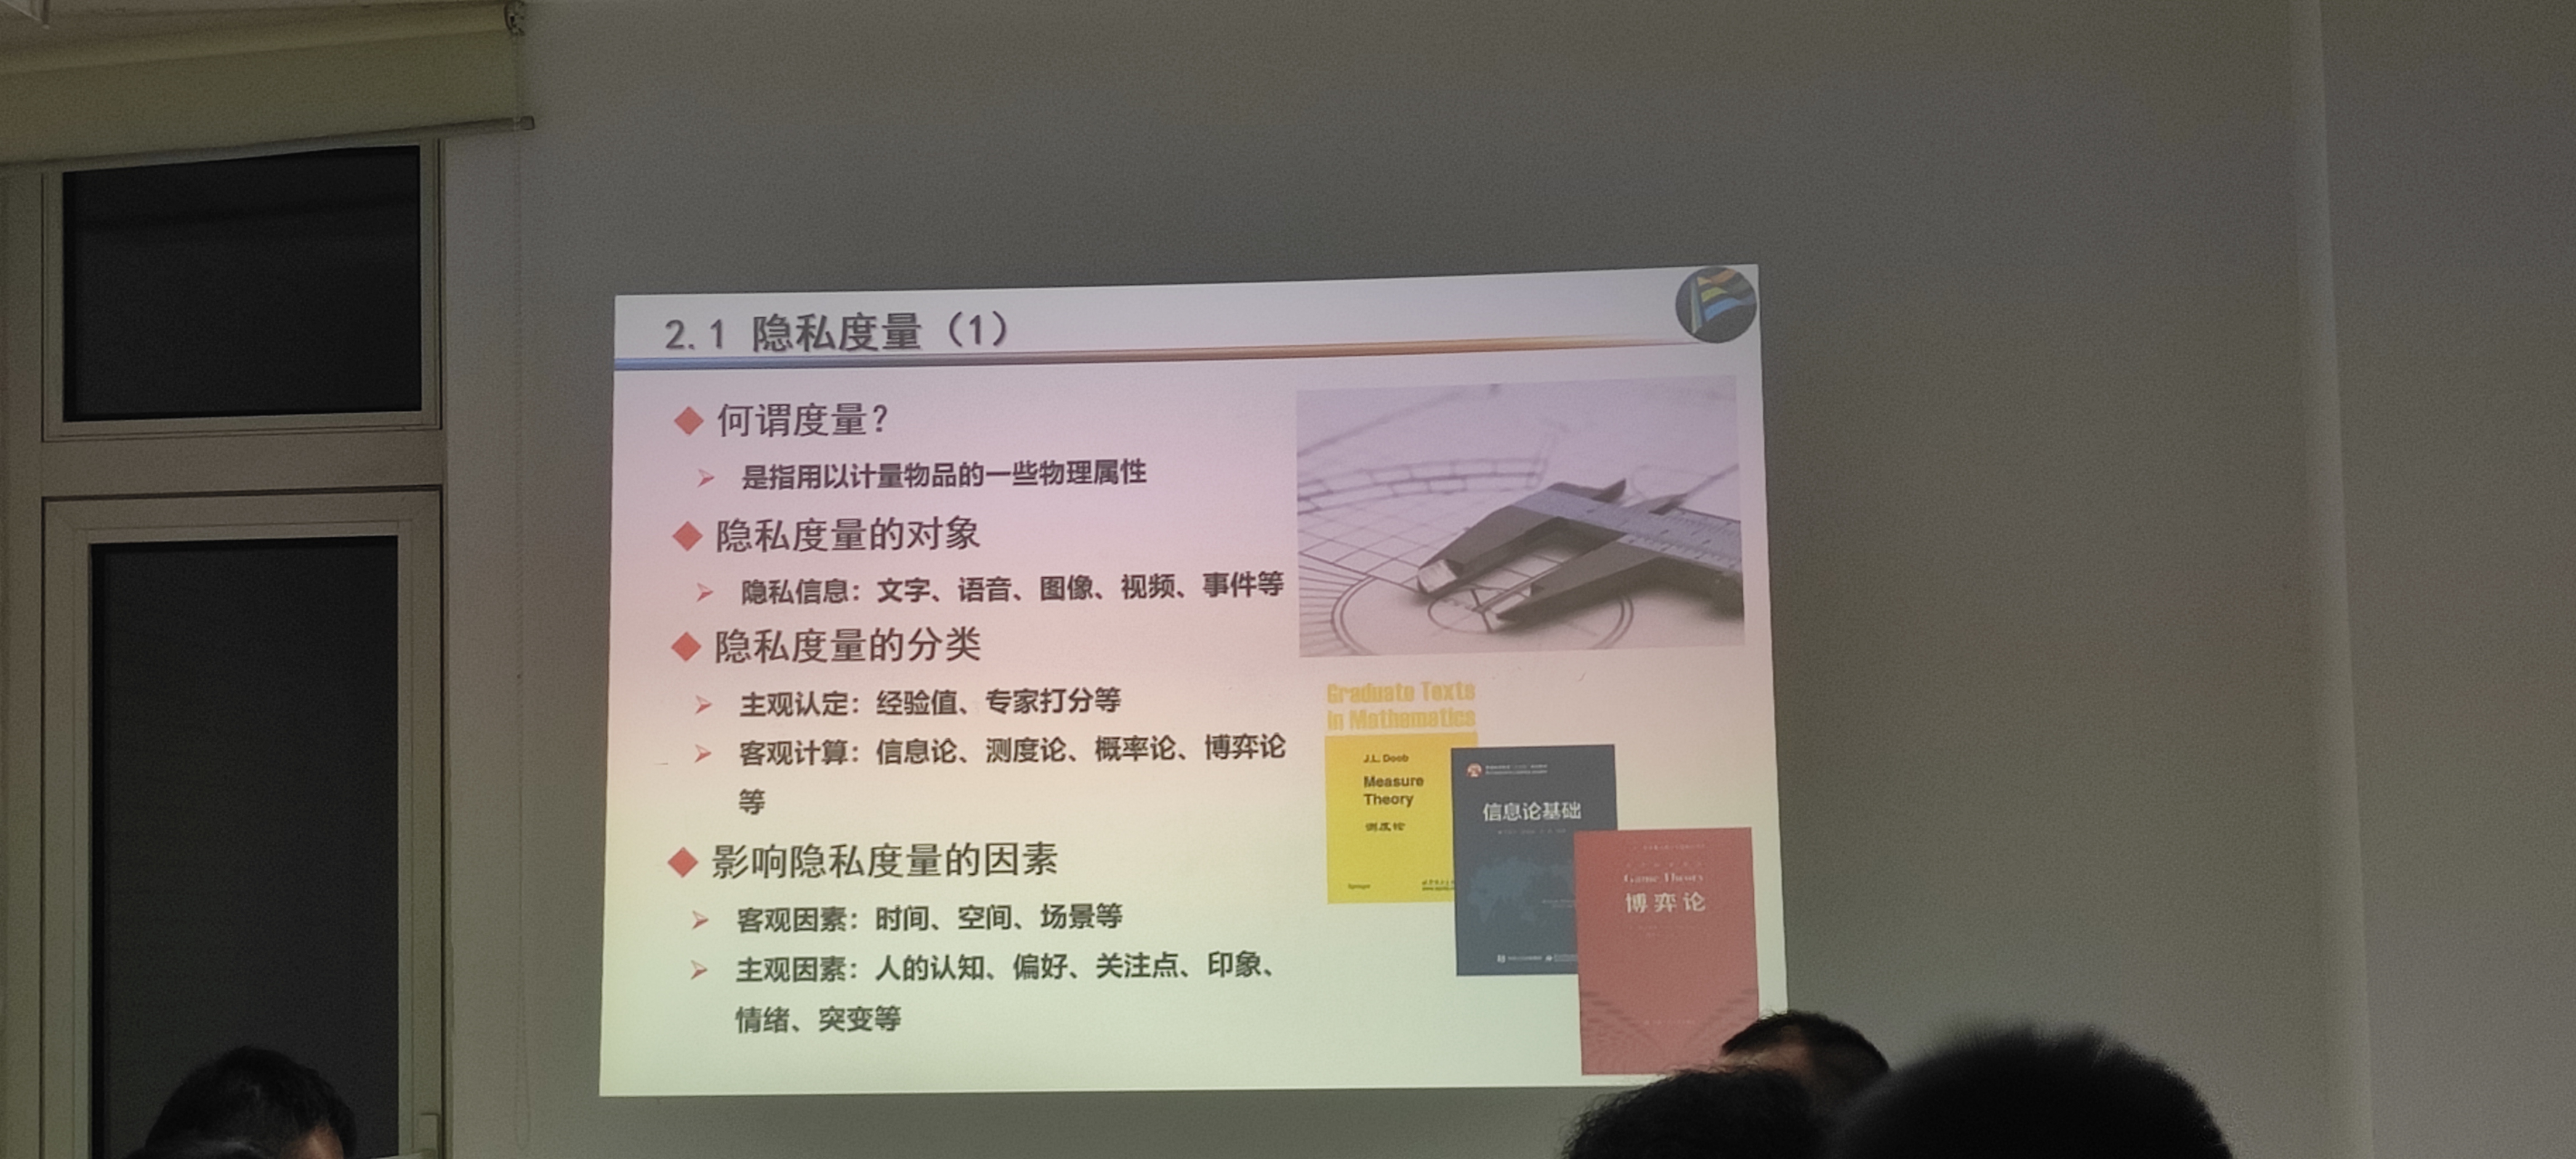 2.1 隐私度量（1）
何谓度量？
是指用以计量物品的一些物理属性
隐私度量的对象
隐私信息：文字、语音、图像、视频、事件等
隐私度量的分类
主观认定：经验值、专家打分等
客观计算：信息论、测度论、概率论、博弈论
等
影响隐私度量的因素
客观因素：时间、空间、场景等
主观因素：人的认知、偏好、关注点、印象、
情绪、突变等
Graduate Texts
in Mathematics
J.L. Doob
Measure
Theory
测度论
Springer
信息论基础
Game Theory
博弈论